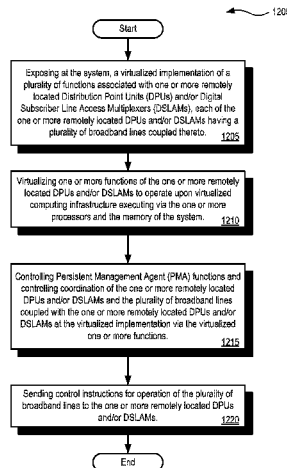 1205
Start
Exposing at the system, a virtualized implementation of a
plurality of functions associated with one or more remotely
located Distribution Point Units (DPUs) and/or Digital
Subscriber Line Access Multiplexers (DSLAMs), each of the
one or more remotely located DPUs and/or DSLAMs having a
plurality of broadband lines coupled thereto.
1205
Virtualizing one or more functions of the one or more remotely
located DPUs and/or DSLAMs to operate upon virtualized
computing infrastructure executing via the one or more
processors and the memory of the system.
1210
Controlling Persistent Management Agent (PMA) functions and
controlling coordination of the one or more remotely located
DPUs and/or DSLAMs and the plurality of broadband lines
coupled with the one or more remotely located DPUs and/or
DSLAMs at the virtualized implementation via the virtualized
one or more functions.
1215
Sending control instructions for operation of the plurality of
broadband lines to the one or more remotely located DPUs
and/or DSLAMs.
1220
End